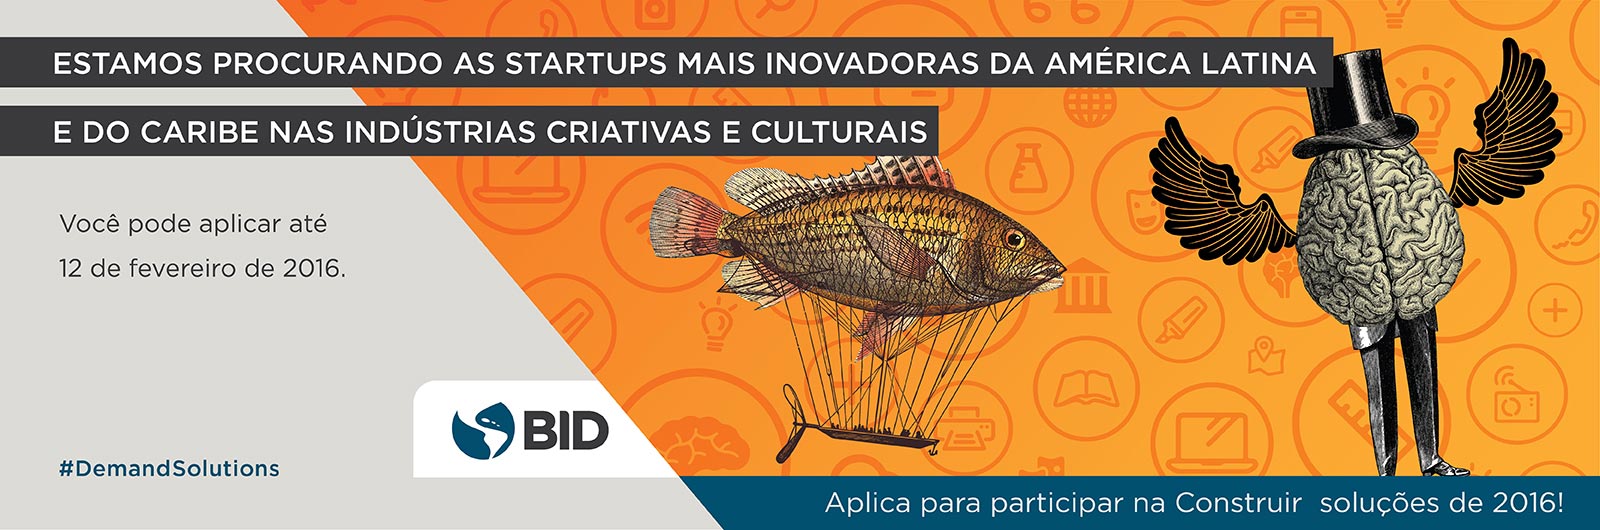 ESTAMOS PROCURANDO AS STARTUPS MAIS INOVADORAS DA AMÉRICA LATINA
E DO CARIBE NAS INDÚSTRIAS CRIATIVAS E CULTURAIS
Você pode aplicar até
12 de fevereiro de 2016.
BID
#DemandSolutions
Aplica para participar na Construir  soluções de 2016!